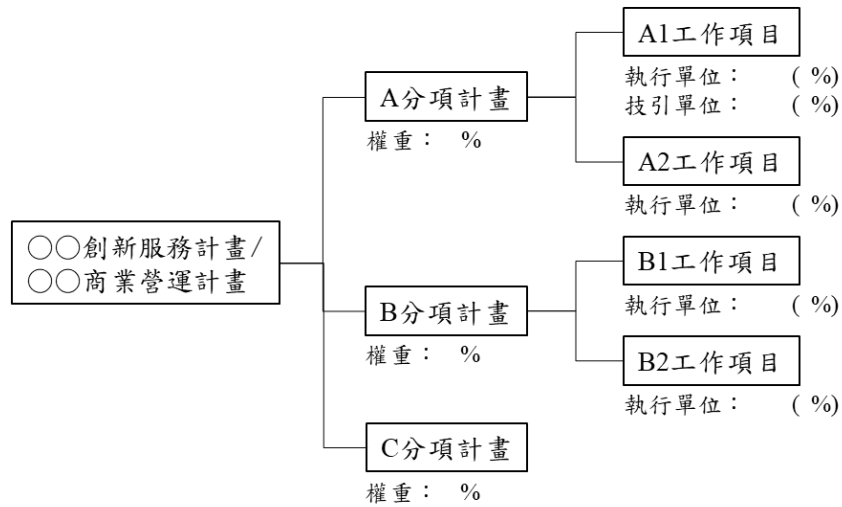 ○○創新服務計畫/
○○商業營運計畫
A分項計畫
權重： %
A1工作項目
執行單位： ( %)
技引單位： ( %)
A2工作項目
執行單位： ( %)
B分項計畫
權重： %
B1工作項目
執行單位： ( %)
B2工作項目
執行單位： ( %)
C分項計畫
權重： %